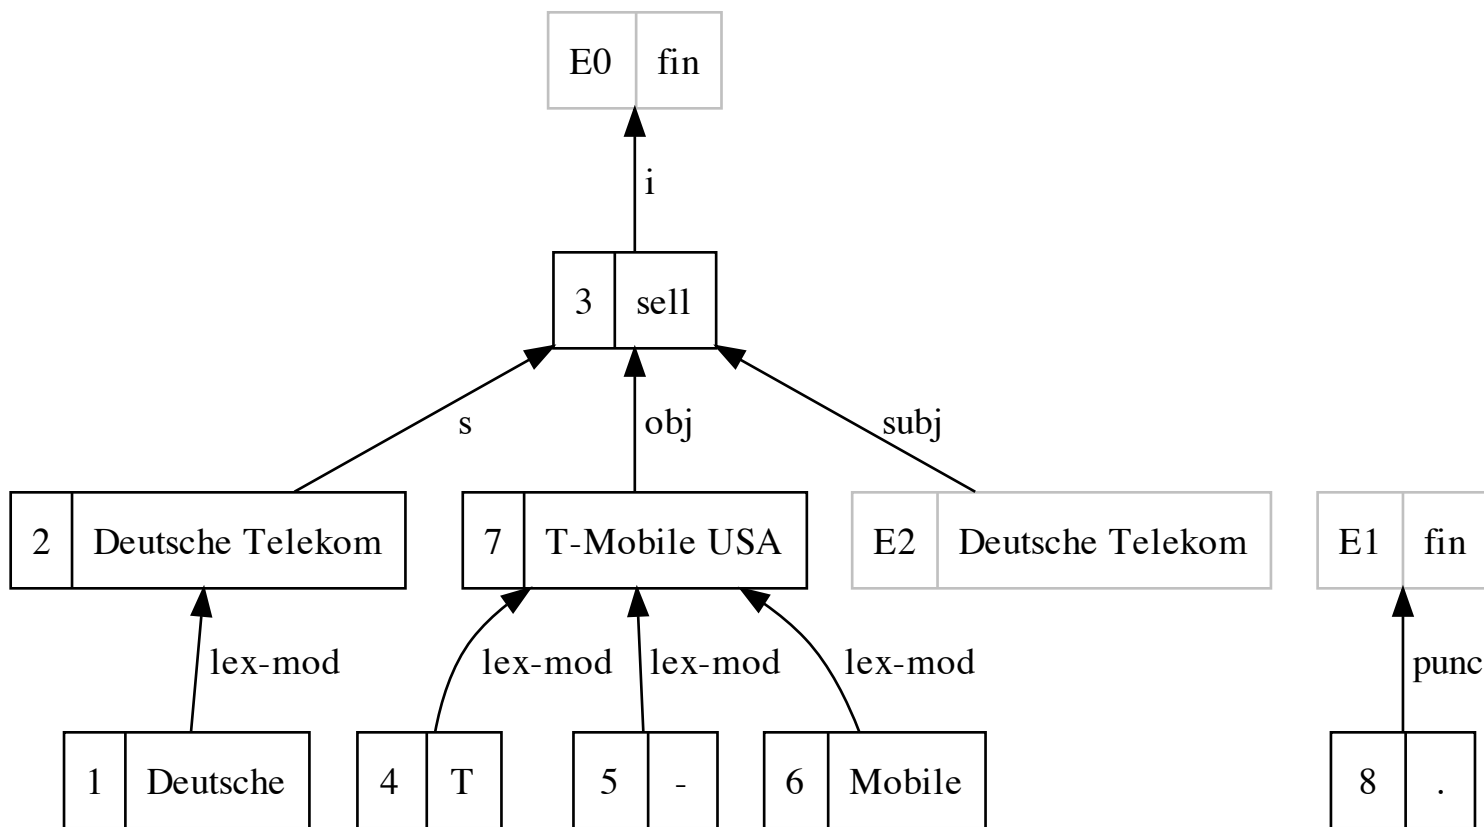 E0 fin
i
3 sell
s obj subj
2 Deutsche Telekom 7 T-Mobile USA E2 Deutsche Telekom E1 fin
lex-mod lex-mod lex-mod lex-mod punc
1 Deutsche 4 T 5 - 6 Mobile 8 .